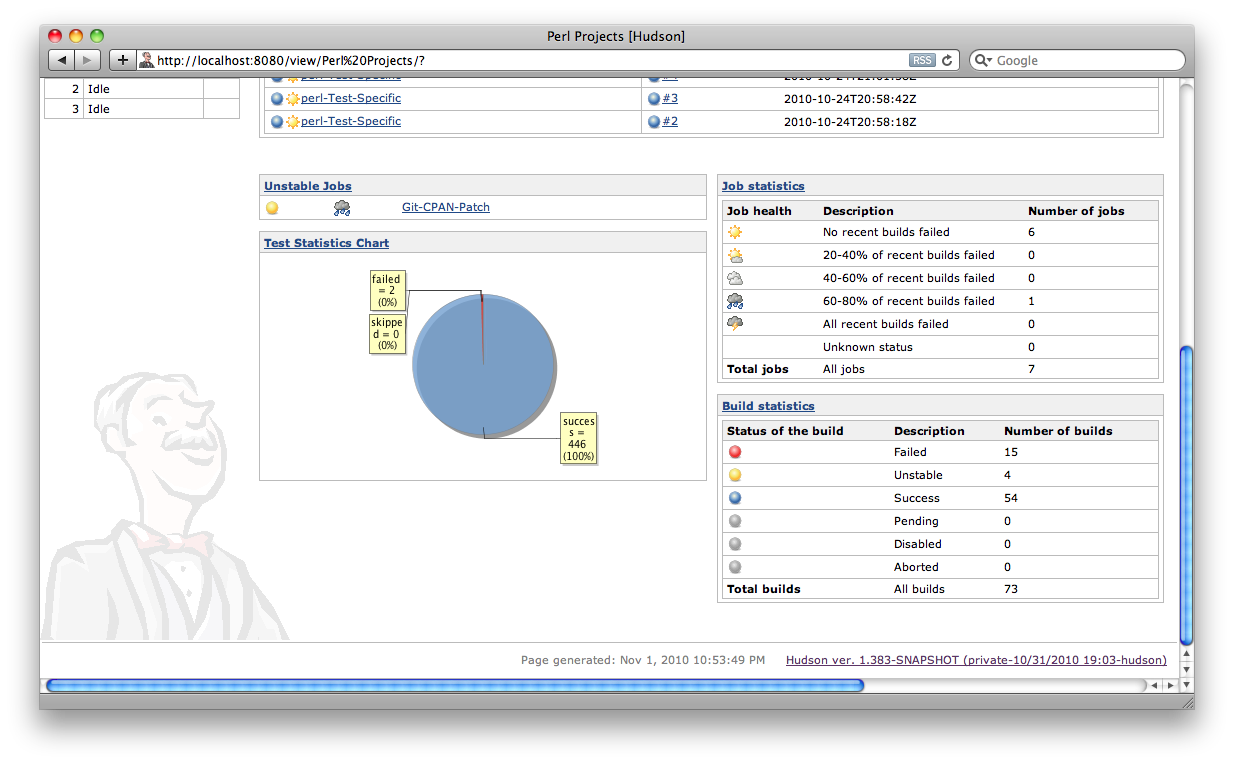 Perl Projects [Hudson]
http://localhost:8080/view/Perl%20Projects/?
RSS
Google
2 Idle
3 Idle
perl-Test-Specific #3 2010-10-24T20:58:42Z
perl-Test-Specific #2 2010-10-24T20:58:18Z
Unstable Jobs
Git-CPAN-Patch
Test Statistics Chart
failed
= 2
(0%)
skippe
d = 0
(0%)
succes
s =
446
(100%)
Job statistics
Job health Description Number of jobs
No recent builds failed 6
20-40% of recent builds failed 0
40-60% of recent builds failed 0
60-80% of recent builds failed 1
All recent builds failed 0
Unknown status 0
Total jobs All jobs 7
Build statistics
Status of the build Description Number of builds
Failed 15
Unstable 4
Success 54
Pending 0
Disabled 0
Aborted 0
Total builds All builds 73
Page generated: Nov 1, 2010 10:53:49 PM Hudson ver. 1.383-SNAPSHOT (private-10/31/2010 19:03-hudson)